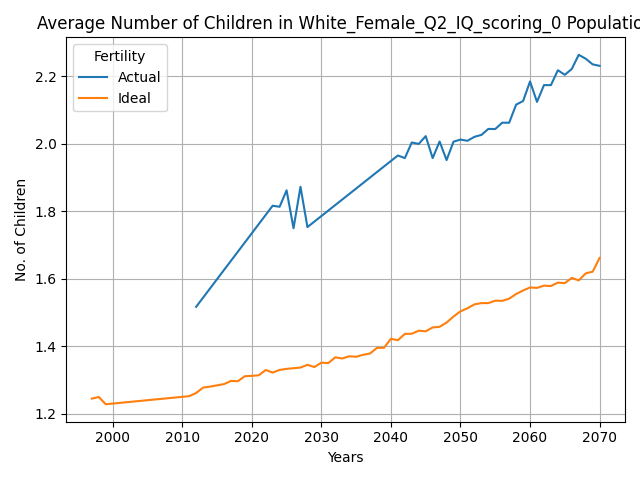 Average Number of Children in White_Female_Q2_IQ_scoring_0 Populatio
Fertility
Actual
Ideal
No. of Children
2.2
2.0
1.8
1.6
1.4
1.2
2000 2010 2020 2030 2040 2050 2060 2070
Years